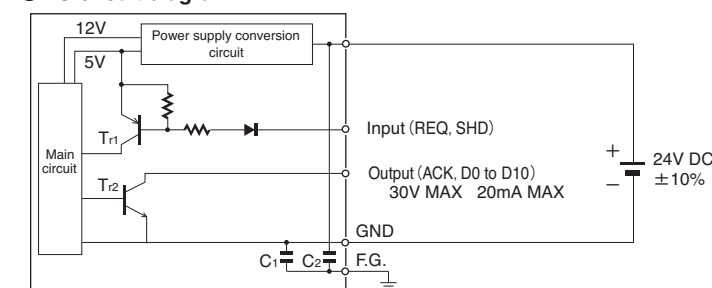 12V
Power supply conversion
circuit
5V
Tr1
Input (REQ, SHD)
Main
circuit
Output (ACK, D0 to D10)
30V MAX 20mA MAX
Tr2
+
24V DC
±10%
−
GND
C1
C2
F.G.